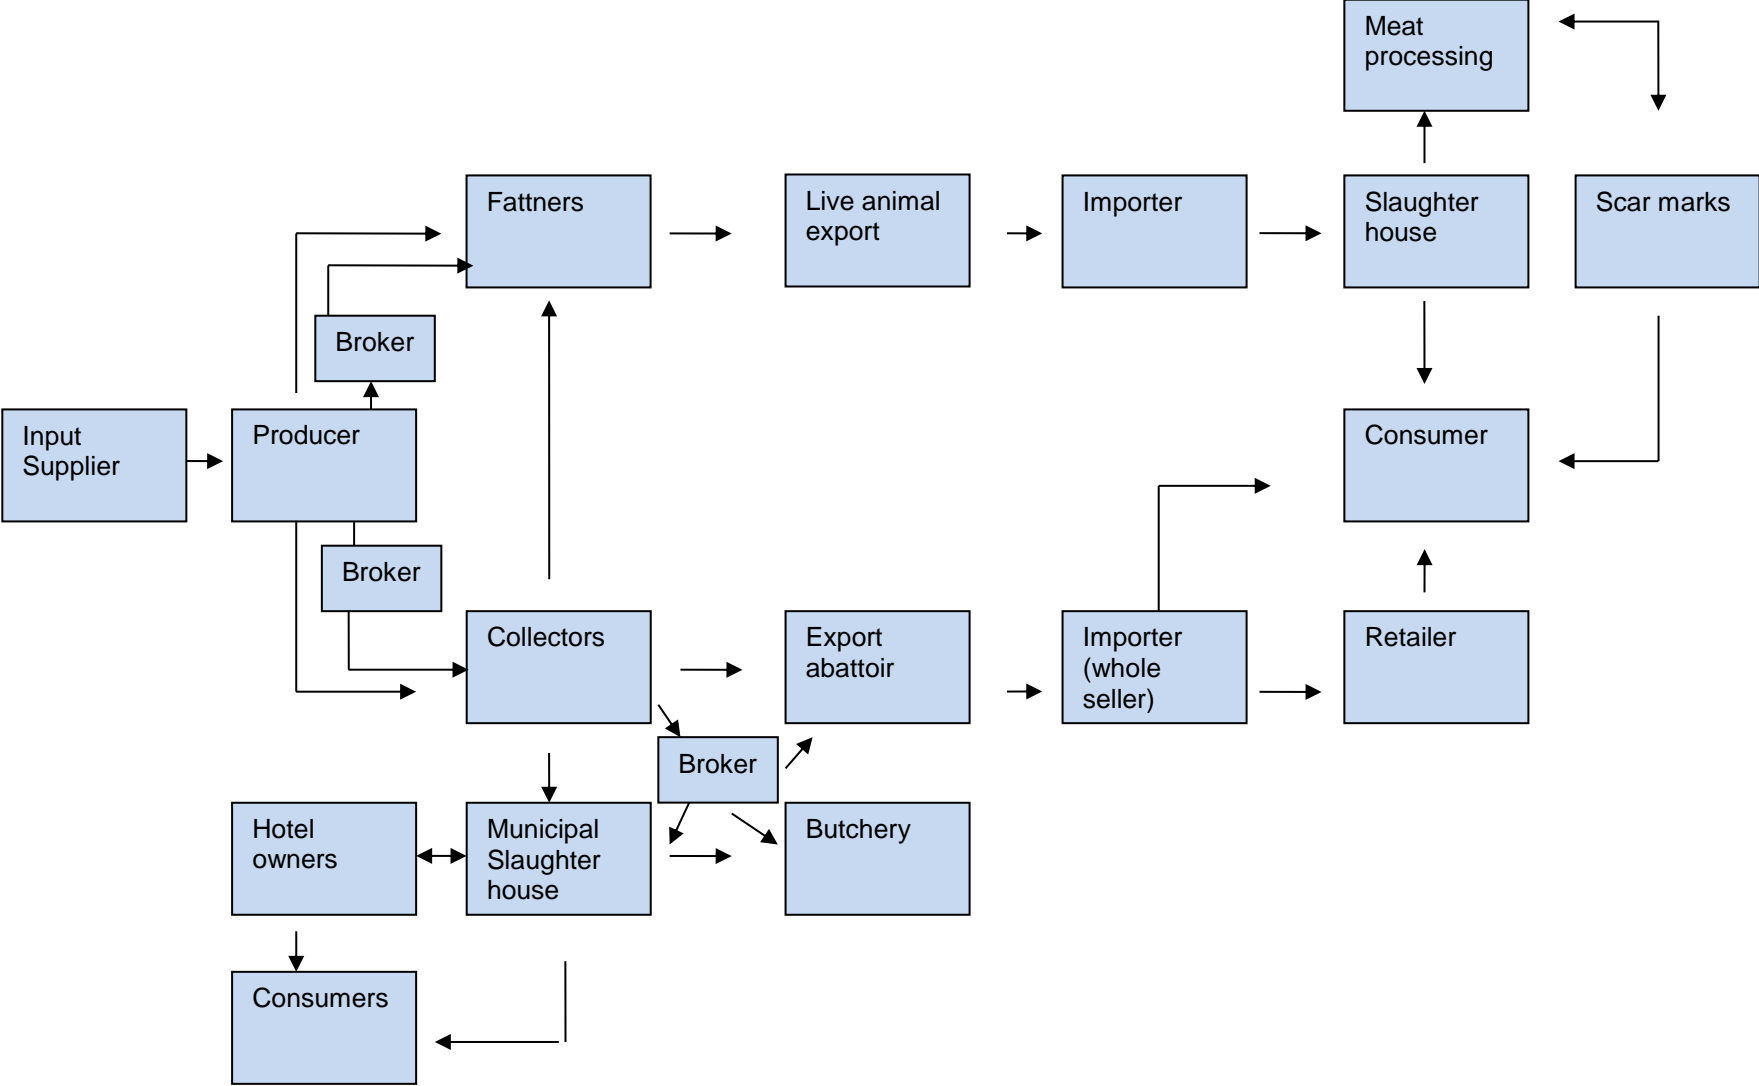 Meat
processing
Fattners
Live animal
export
Importer
Slaughter
house
Scar marks
Broker
Input
Supplier
Producer
Consumer
Broker
Collectors
Export
abattoir
Importer
(whole
seller)
Retailer
Broker
Hotel
owners
Municipal
Slaughter
house
Butchery
Consumers